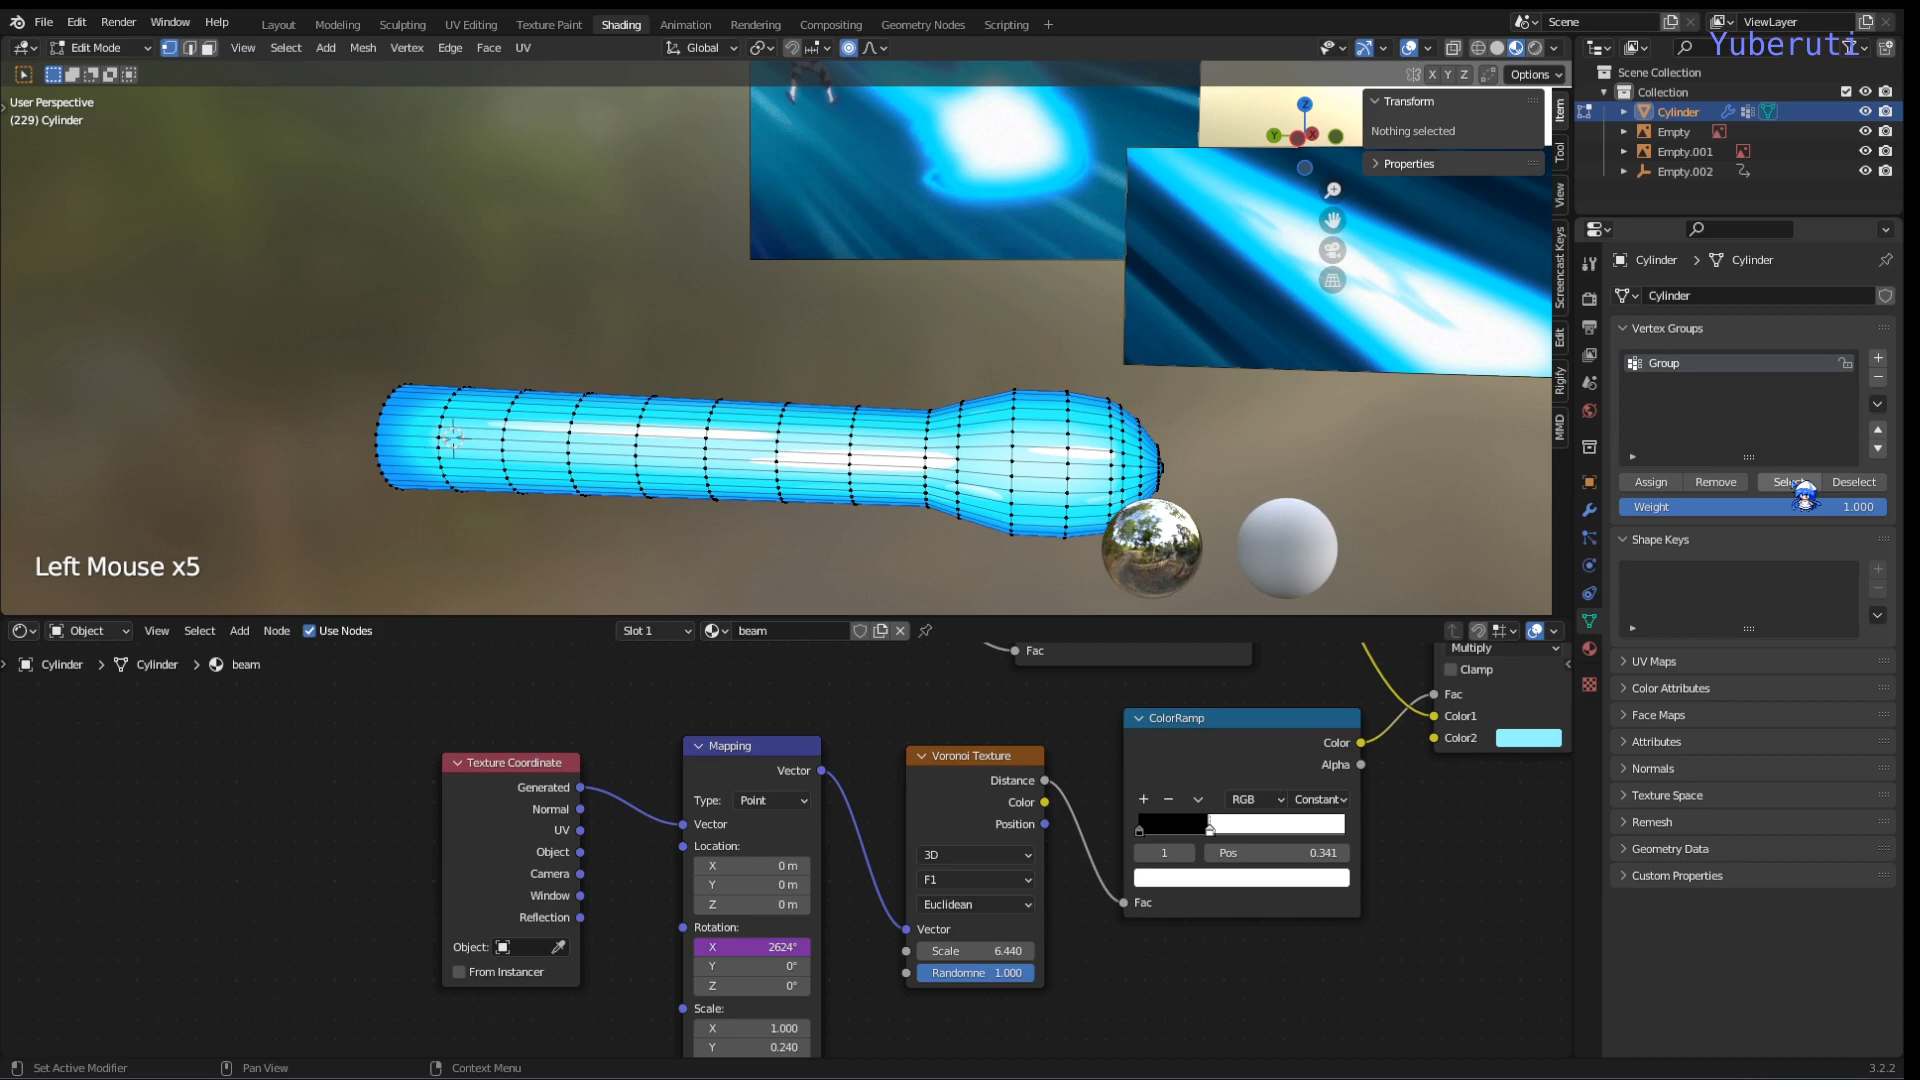 File Edit Render Window Help
Layout Modeling Sculpting UV Editing Texture Paint Shading Animation Rendering Compositing Geometry Nodes Scripting +
Scene
ViewLayer
Yuberuti
Edit Mode
View Select Add Mesh Vertex Edge Face UV
Global
X Y Z
Options
User Perspective
(229) Cylinder
Z
Y
X
Transform
Nothing selected
Properties
Item
Tool
View
Screencast Keys
Edit
Rigify
MMD
Left Mouse x5
Scene Collection
Collection
Cylinder
Empty
Empty.001
Empty.002
Cylinder > Cylinder
Cylinder
Vertex Groups
Group
Assign Remove Deselect
Weight 1.000
Shape Keys
UV Maps
Color Attributes
Face Maps
Attributes
Normals
Texture Space
Remesh
Geometry Data
Custom Properties
Object
View Select Add Node Use Nodes
Slot 1
beam
Cylinder > Cylinder > beam
Fac
Multiply
Clamp
Fac
Color1
Color2
Texture Coordinate
Generated
Normal
UV
Object
Camera
Window
Reflection
Object:
From Instancer
Mapping
Vector
Type: Point
Vector
Location:
X 0 m
Y 0 m
Z 0 m
Rotation:
X 2624°
Y 0°
Z 0°
Scale:
X 1.000
Y 0.240
Voronoi Texture
Distance
Color
Position
3D
F1
Euclidean
Vector
Scale 6.440
Randomne 1.000
ColorRamp
Color
Alpha
RGB
Constant
1
Pos 0.341
Fac
Set Active Modifier
Pan View
Context Menu
3.2.2